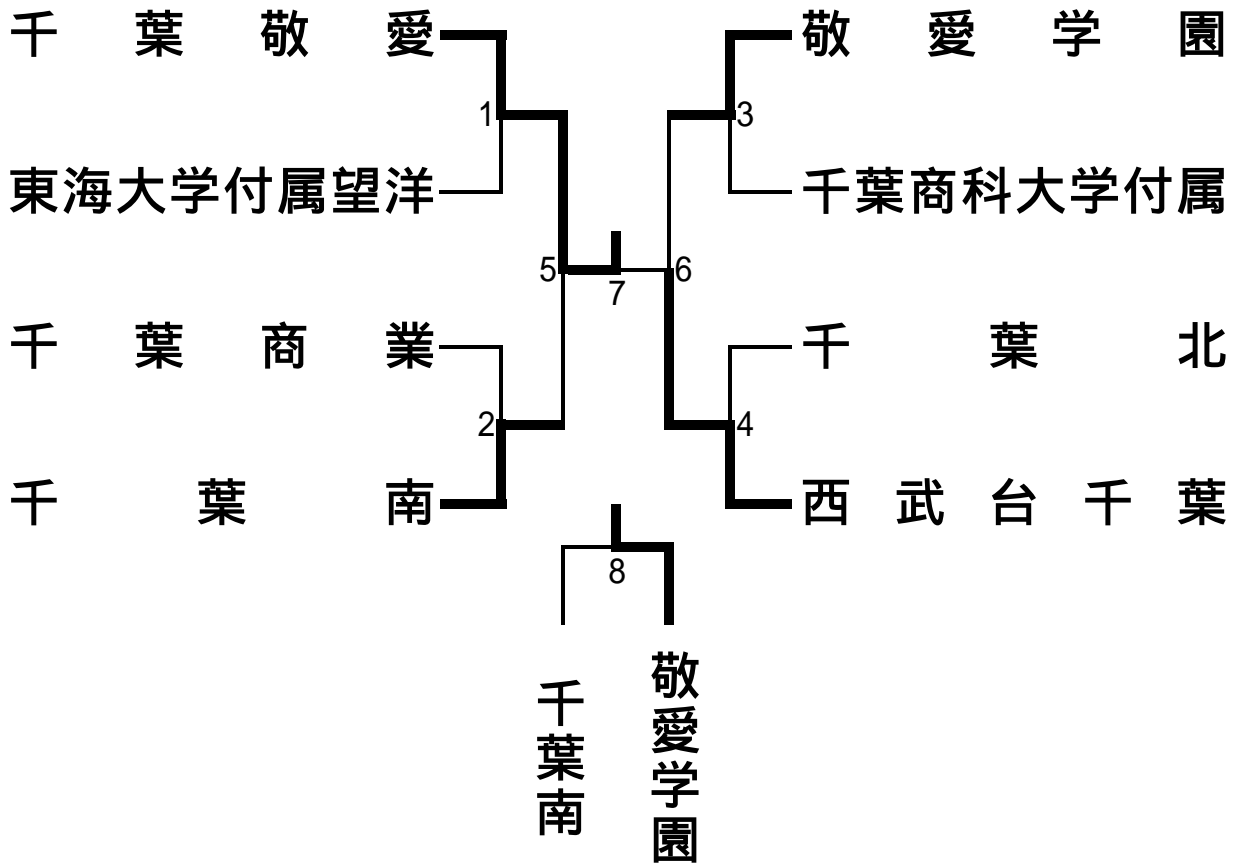 千葉敬愛
敬愛学園
1
3
東海大学付属望洋
千葉商科大学付属
5
7
6
千葉商業
千葉北
2
4
千葉南
西武台千葉
8
千葉南
敬愛学園